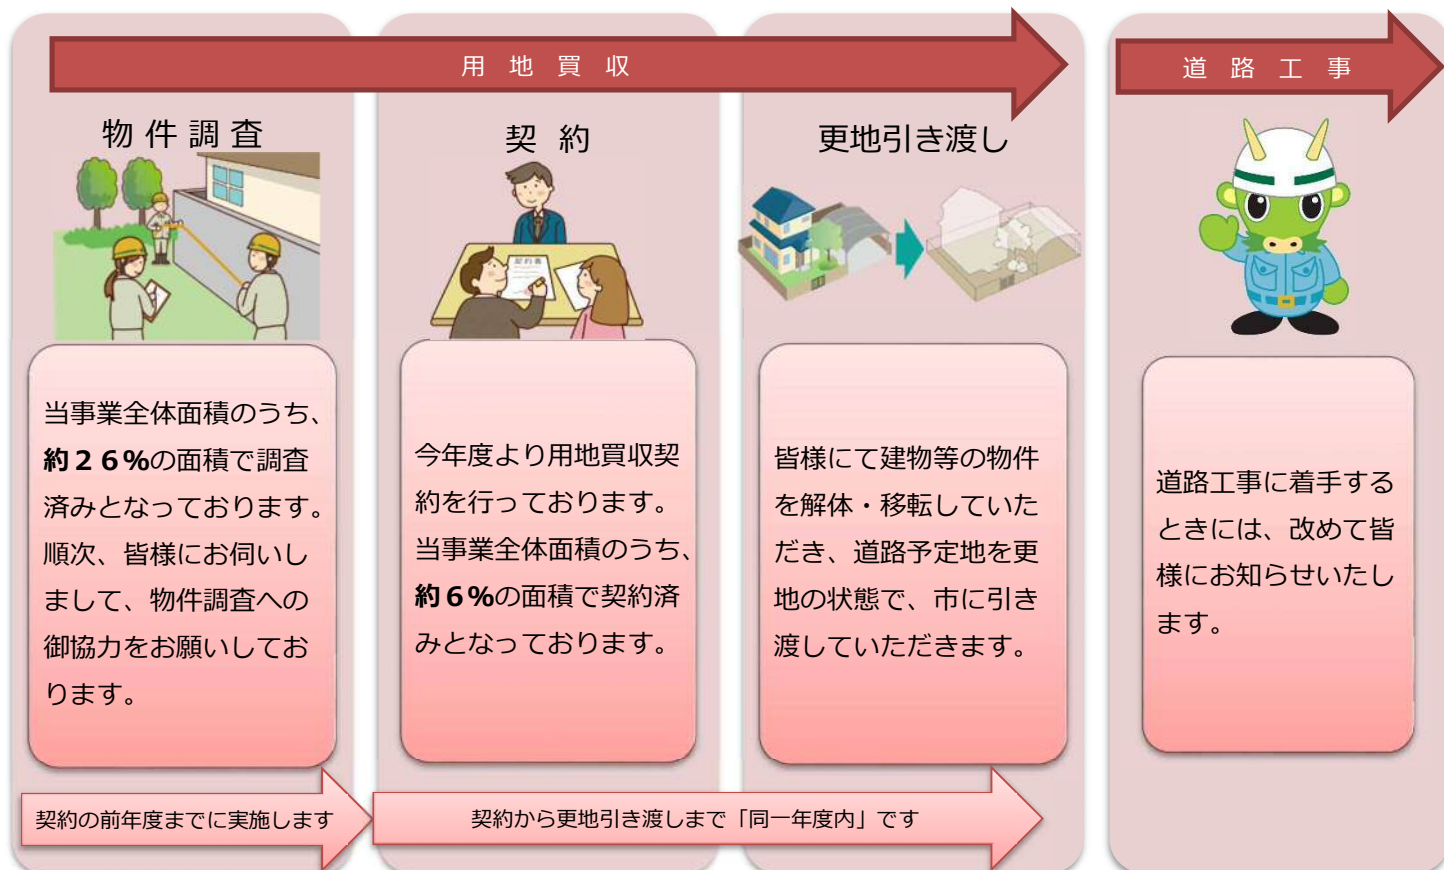 用地買収
道路工事
物件調査
契約
更地引き渡し
契約書
当事業全体面積のうち、
約２６%の面積で調査
済みとなっております。
順次、皆様にお伺いし
まして、物件調査への
御協力をお願いしてお
ります。
今年度より用地買収契
約を行っております。
当事業全体面積のうち、
約６%の面積で契約済
みとなっております。
皆様にて建物等の物件
を解体・移転していた
だき、道路予定地を更
地の状態で、市に引き
渡していただきます。
道路工事に着手する
ときには、改めて皆
様にお知らせいたし
ます。
契約の前年度までに実施します
契約から更地引き渡しまで「同一年度内」です